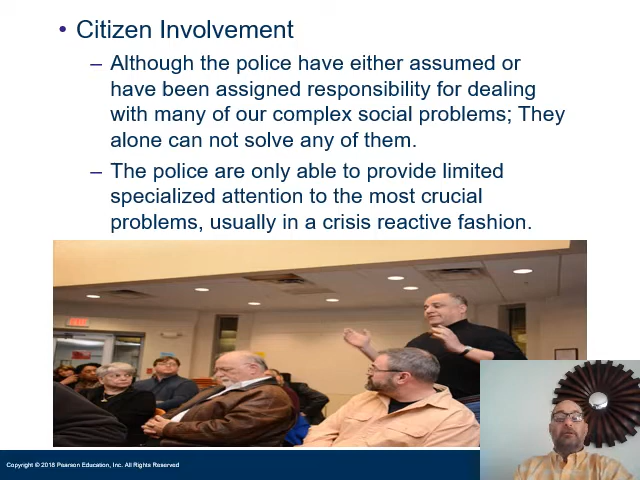 • Citizen Involvement
– Although the police have either assumed or
have been assigned responsibility for dealing
with many of our complex social problems; They
alone can not solve any of them.
– The police are only able to provide limited
specialized attention to the most crucial
problems, usually in a crisis reactive fashion.
Copyright © 2018 Pearson Education, Inc. All Rights Reserved